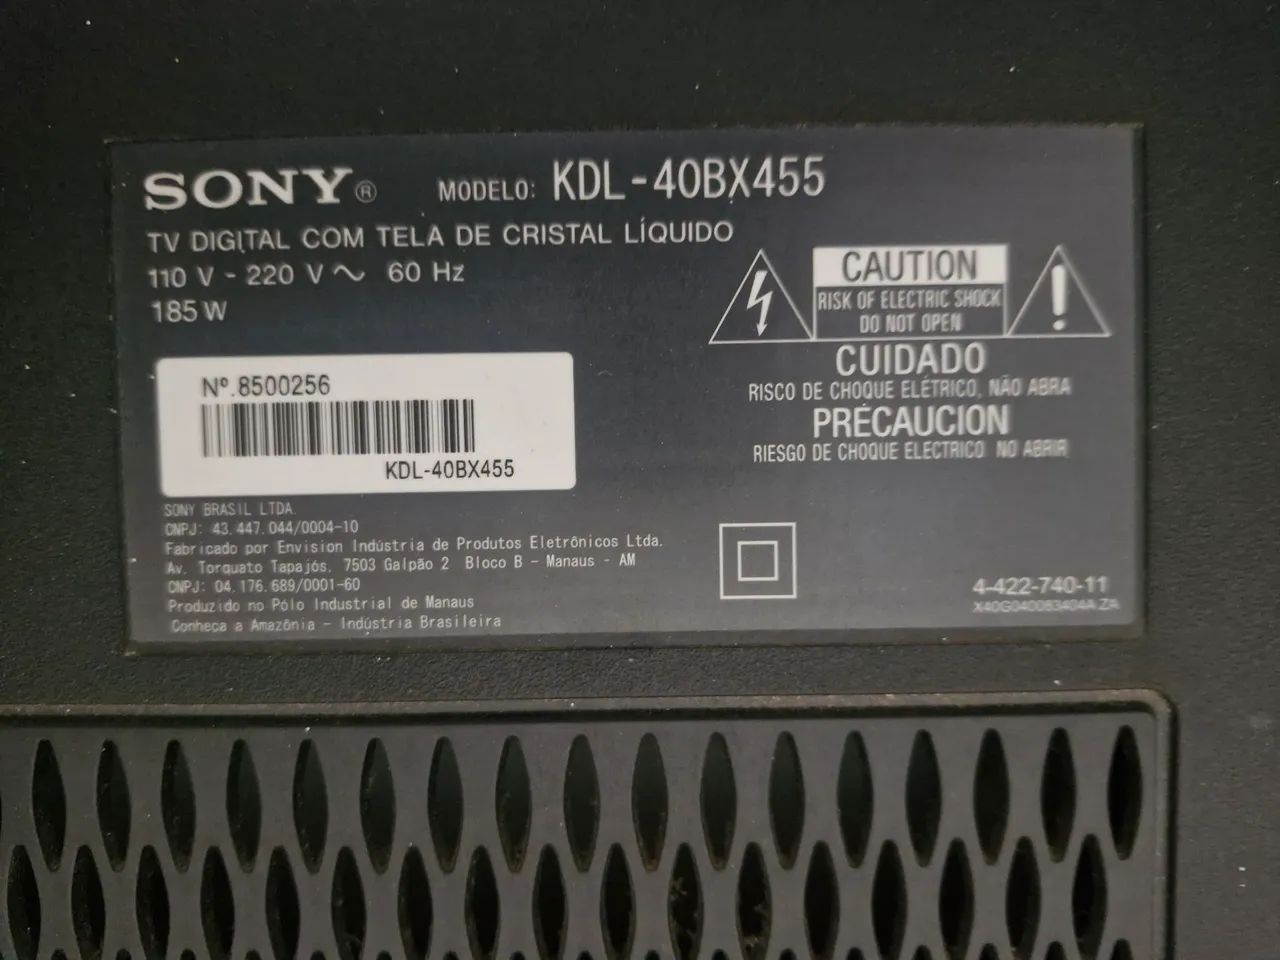 SONY® MODELO: KDL-40BX455
TV DIGITAL COM TELA DE CRISTAL LÍQUIDO
110 V - 220 V ~ 60 Hz
185 W
CAUTION
RISK OF ELECTRIC SHOCK
DO NOT OPEN
CUIDADO
RISCO DE CHOQUE ELÉTRICO, NÃO ABRA
PRECAUCION
RIESGO DE CHOQUE ELECTRICO NO ABRIR
Nº.8500256
KDL-40BX455
SONY BRASIL LTDA.
CNPJ: 43.447.044/0004-10
Fabricado por Envision Indústria de Produtos Eletrônicos Ltda.
Av. Torquato Tapajós, 7503 Galpão 2 Bloco B - Manaus - AM
CNPJ: 04.176.689/0001-60
Produzido no Pólo Industrial de Manaus
Conheça a Amazônia - Indústria Brasileira
4-422-740-11
X40G040083404A ZA